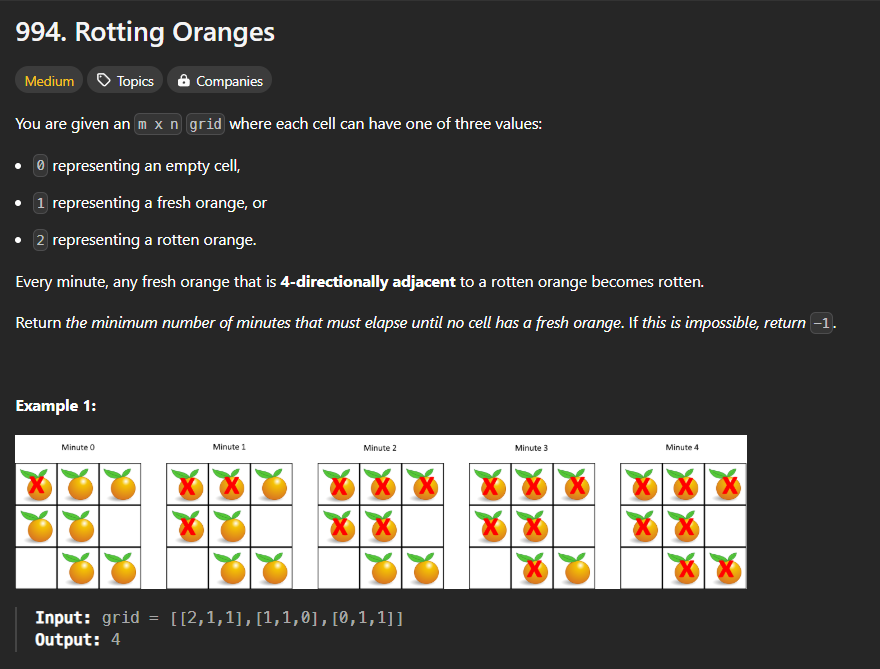 994. Rotting Oranges
Medium Topics Companies
You are given an m x n grid where each cell can have one of three values:
• 0 representing an empty cell,
• 1 representing a fresh orange, or
• 2 representing a rotten orange.
Every minute, any fresh orange that is 4-directionally adjacent to a rotten orange becomes rotten.
Return the minimum number of minutes that must elapse until no cell has a fresh orange. If this is impossible, return -1.
Example 1:
Minute 0 Minute 1 Minute 2 Minute 3 Minute 4
Input: grid = [[2,1,1],[1,1,0],[0,1,1]]
Output: 4